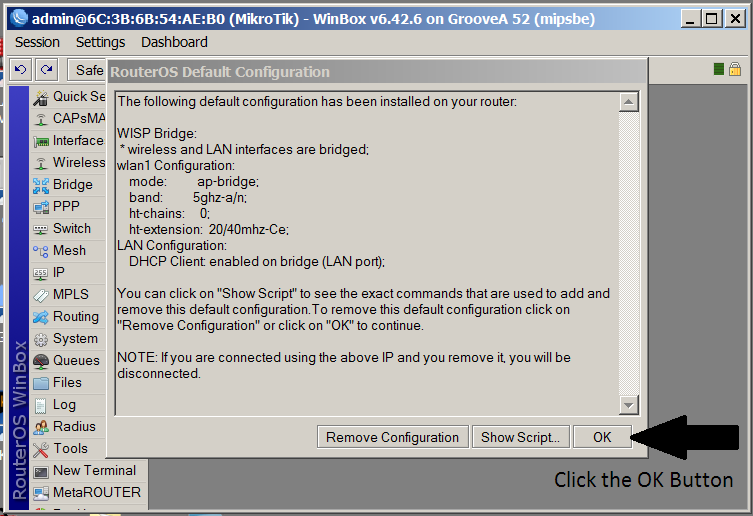 admin@6C:3B:6B:54:AE:B0 (MikroTik) - WinBox v6.42.6 on GrooveA 52 (mipsbe)
Session Settings Dashboard
Safe
RouterOS Default Configuration
Quick Se
CAPsMA
Interface
Wireless
Bridge
PPP
Switch
Mesh
IP
MPLS
Routing
System
Queues
Files
Log
Radius
Tools
New Terminal
MetaROUTER
RouterOS WinBox
The following default configuration has been installed on your router:
WISP Bridge:
* wireless and LAN interfaces are bridged;
wlan1 Configuration:
mode: ap-bridge;
band: 5ghz-a/n;
ht-chains: 0;
ht-extension: 20/40mhz-Ce;
LAN Configuration:
DHCP Client: enabled on bridge (LAN port);
You can click on "Show Script" to see the exact commands that are used to add and
remove this default configuration.To remove this default configuration click on
"Remove Configuration" or click on "OK" to continue.
NOTE: If you are connected using the above IP and you remove it, you will be
disconnected.
Remove Configuration Show Script... OK
Click the OK Button